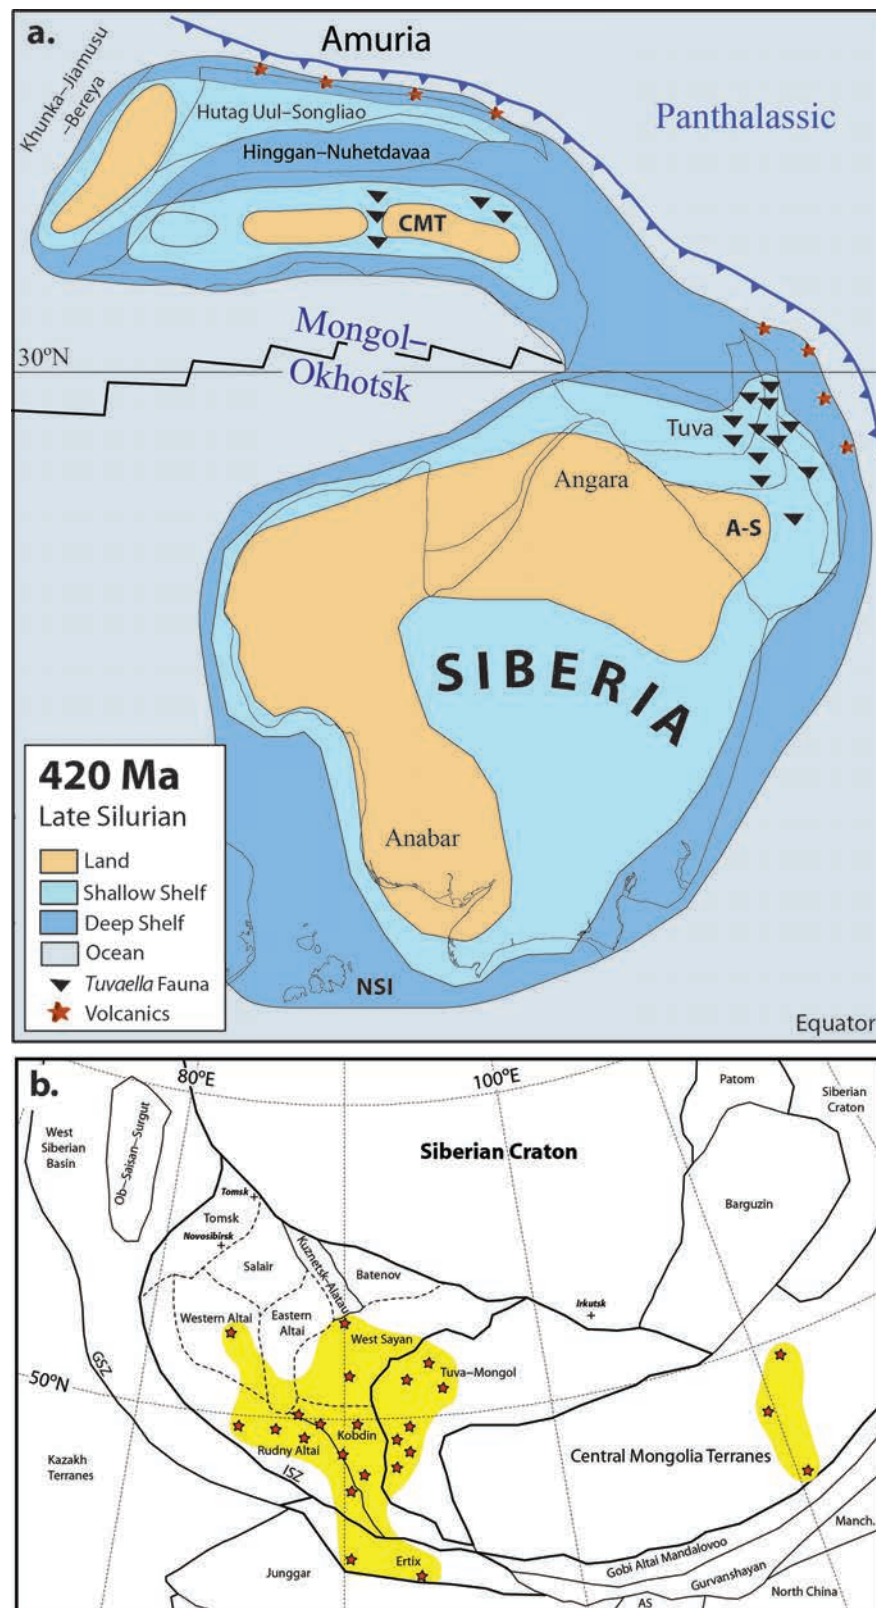 a.
Amuria
Khunka–Jiamusu
–Bereya
Hutag Uul–Songliao
Panthalassic
Hinggan–Nuhetdavaa
CMT
Mongol–
30ºN
Okhotsk
Tuva
Angara
A-S
SIBERIA
420 Ma
Late Silurian
Land
Shallow Shelf
Deep Shelf
Ocean
Tuvaella Fauna
Volcanics
Anabar
NSI
Equator
b.
80ºE
100ºE
Patom
Siberian
Craton
West
Siberian
Basin
Ob–Saisan–Surgut
Siberian Craton
Tomsk
Tomsk
Novosibirsk
Barguzin
Salair
Kuznetsk–Alatau
Batenov
Irkutsk
Western Altai
Eastern
Altai
West Sayan
GSZ
50ºN
Tuva–Mongol
Kobdin
Rudny Altai
Central Mongolia Terranes
Kazakh
Terranes
ISZ
Manch.
Gobi Altai Mandalovoo
Ertix
Junggar
Gurvanshayan
North China
AS